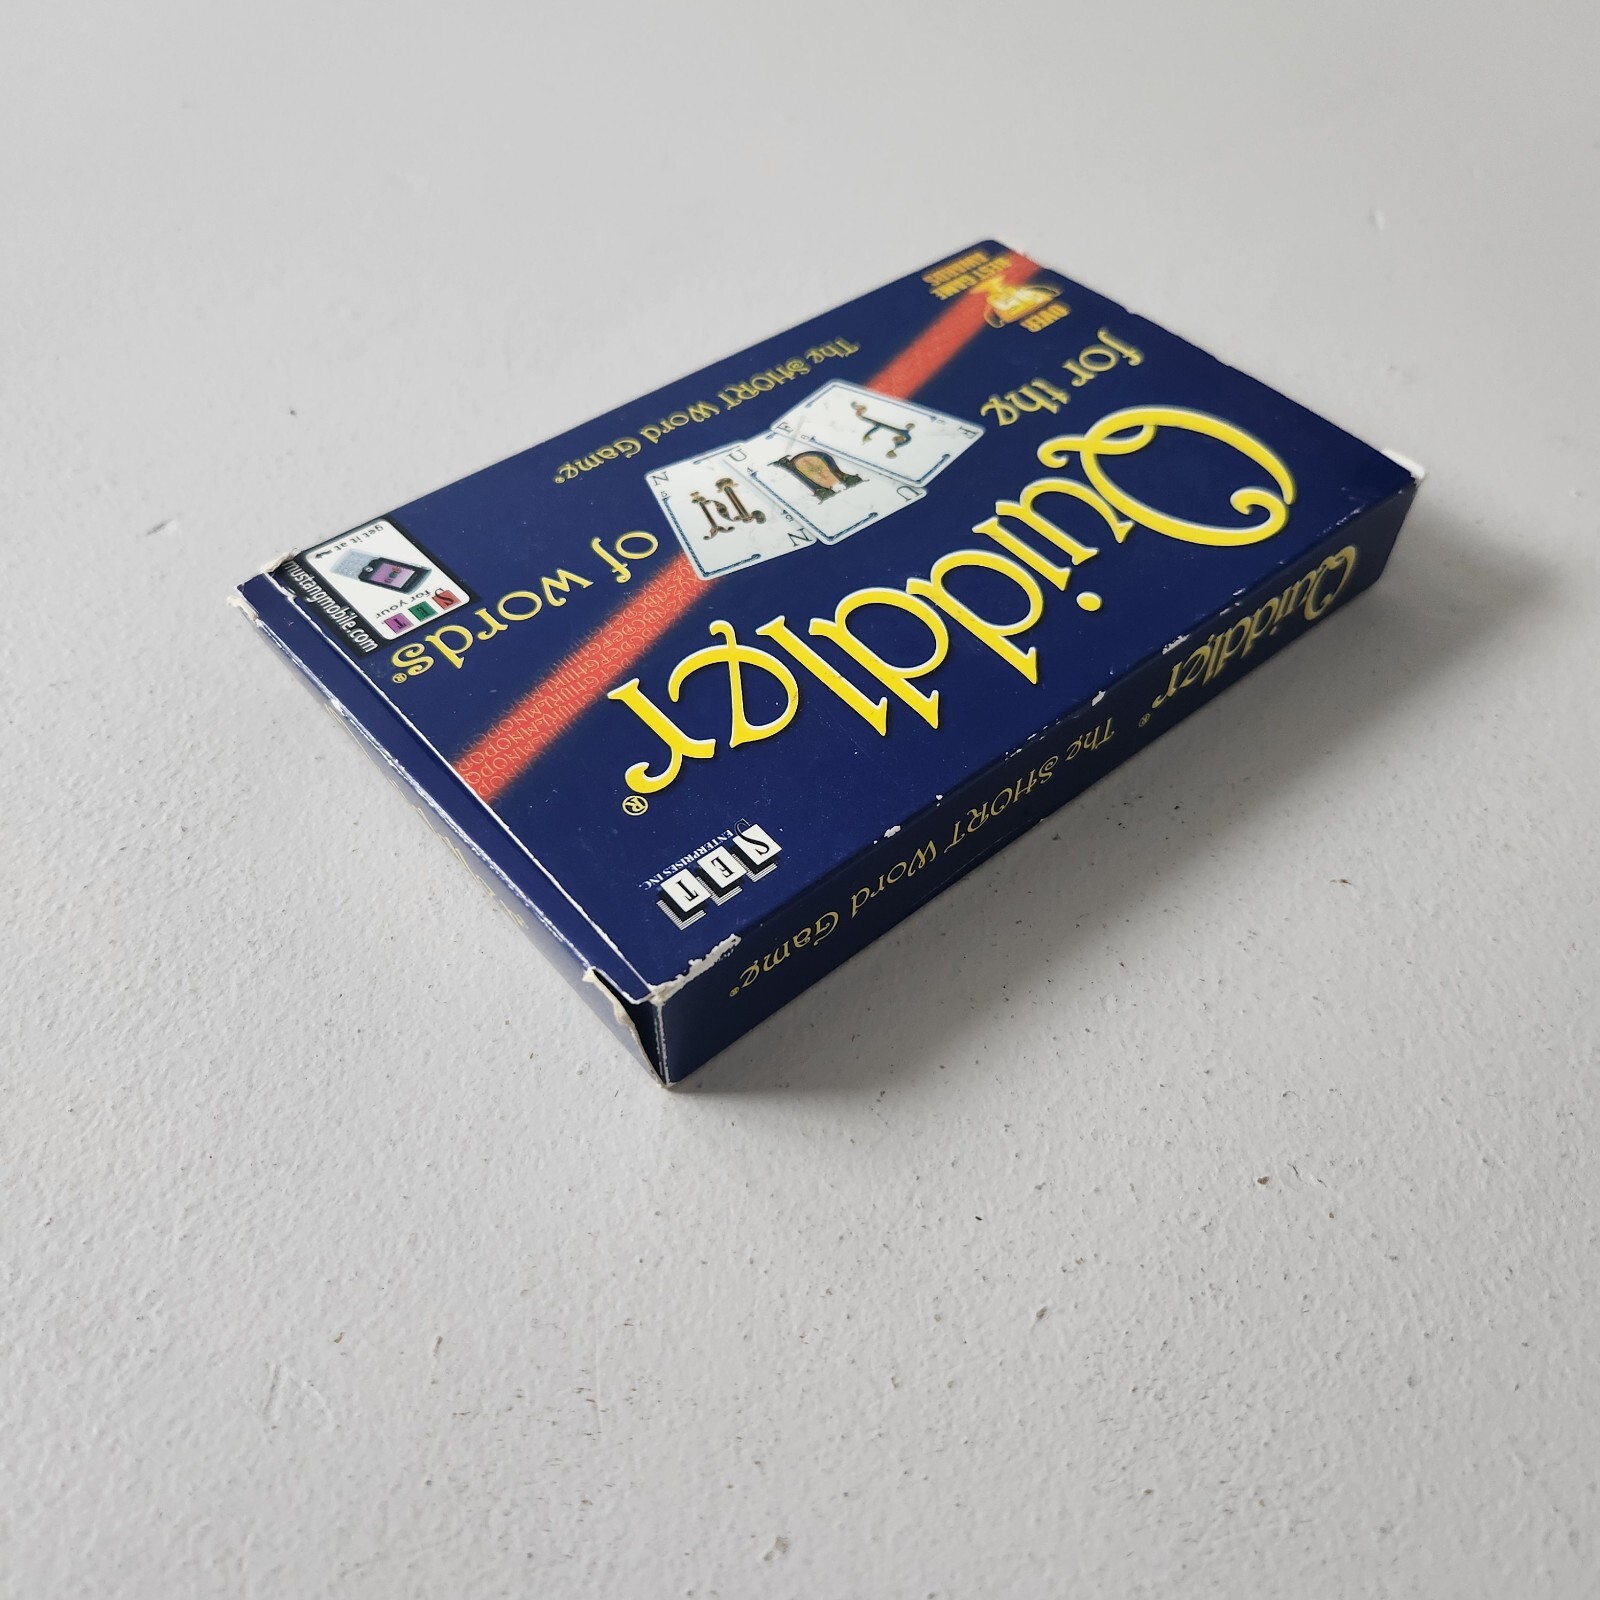 for the
Quiddler®
of words®
The SHORT Word Game®
OVER
BEST GAME
AWARDS
F
U
N
F
U
N
SET
ENTERPRISES INC.
SET
for your
get it at
mustangmobile.com
Quiddler®
The SHORT Word Game®